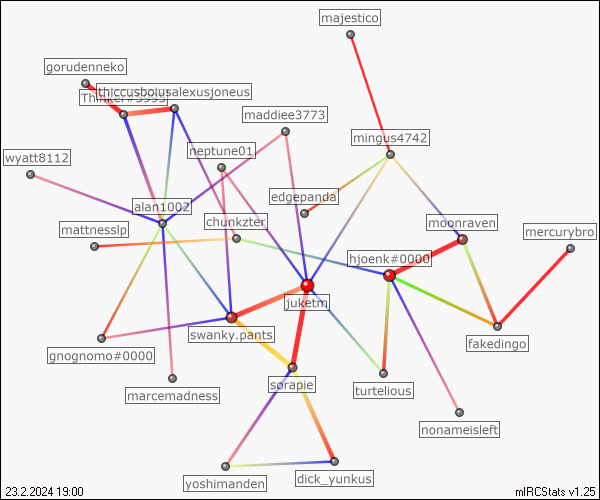 majestico
gorudenneko
thiccusboiusalexusjoneus
Thinker#5995
maddiee3773
mingus4742
neptune01
wyatt8112
edgepanda
alan1002
chunkzter
moonraven
mattnesslp
mercurybro
hjoenk#0000
juketm
swanky.pants
fakedingo
gnognomo#0000
sorapie
turtelious
marcemadness
nonameisleft
dick_yunkus
yoshimanden
23.2.2024 19:00
mIRCStats v1.25